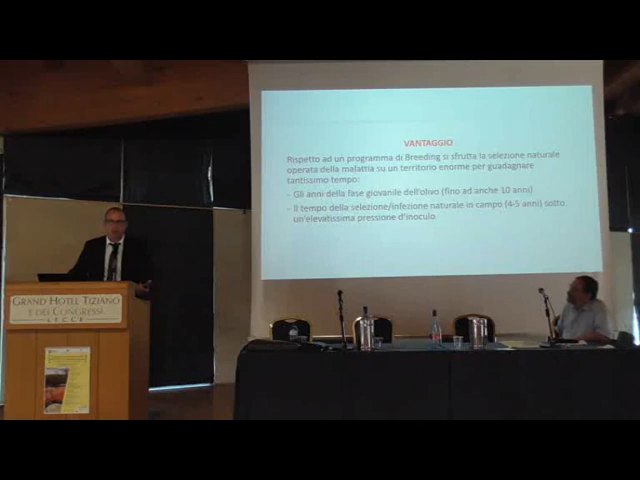 VANTAGGIO
Rispetto ad un programma di Breeding si sfrutta la selezione naturale
operata della malattia su un territorio enorme per guadagnare
tantissimo tempo:
- Gli anni della fase giovanile dell'olivo (fino ad anche 10 anni)
- Il tempo della selezione/infezione naturale in campo (4-5 anni) sotto
un'elevatissima pressione d'inoculo
GRAND HOTEL TIZIANO
E DEI CONGRESSI
LECCE